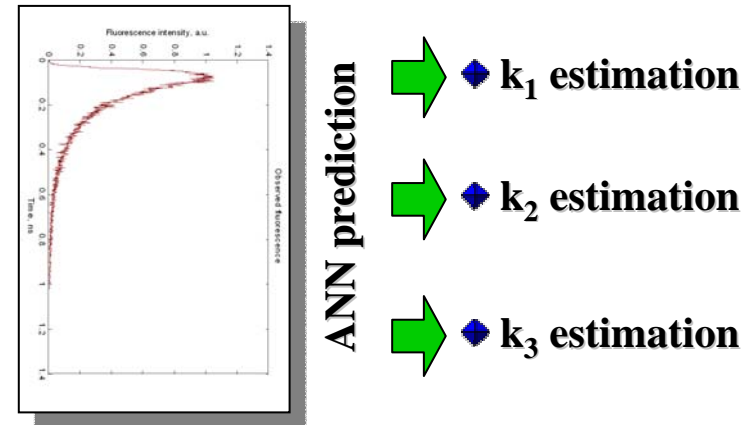 Fluorescence intensity, a.u.
0 0.2 0.4 0.6 0.8 1 1.2 1.4
0 0.2 0.4 0.6 0.8 1 1.2 1.4
Time, ns
Observed fluorescence
ANN prediction
k1 estimation
k2 estimation
k3 estimation